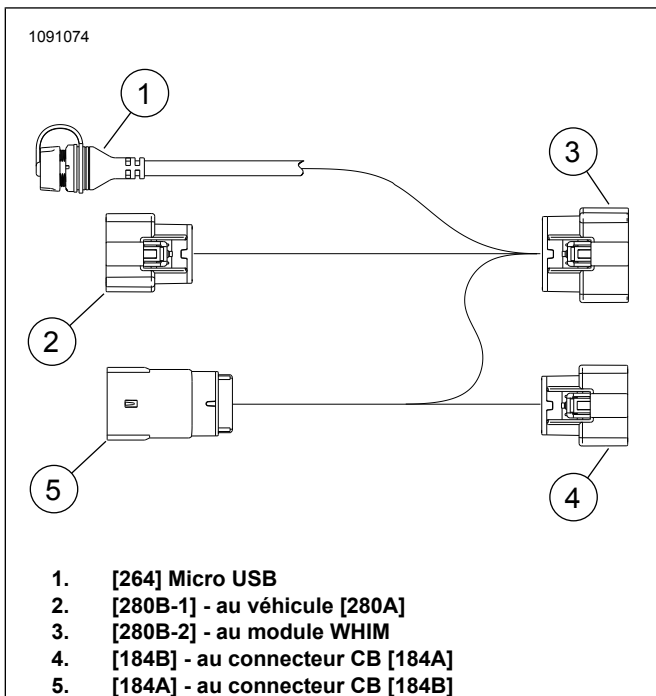 1091074
1
3
2
5
4
1. [264] Micro USB
2. [280B-1] - au véhicule [280A]
3. [280B-2] - au module WHIM
4. [184B] - au connecteur CB [184A]
5. [184A] - au connecteur CB [184B]